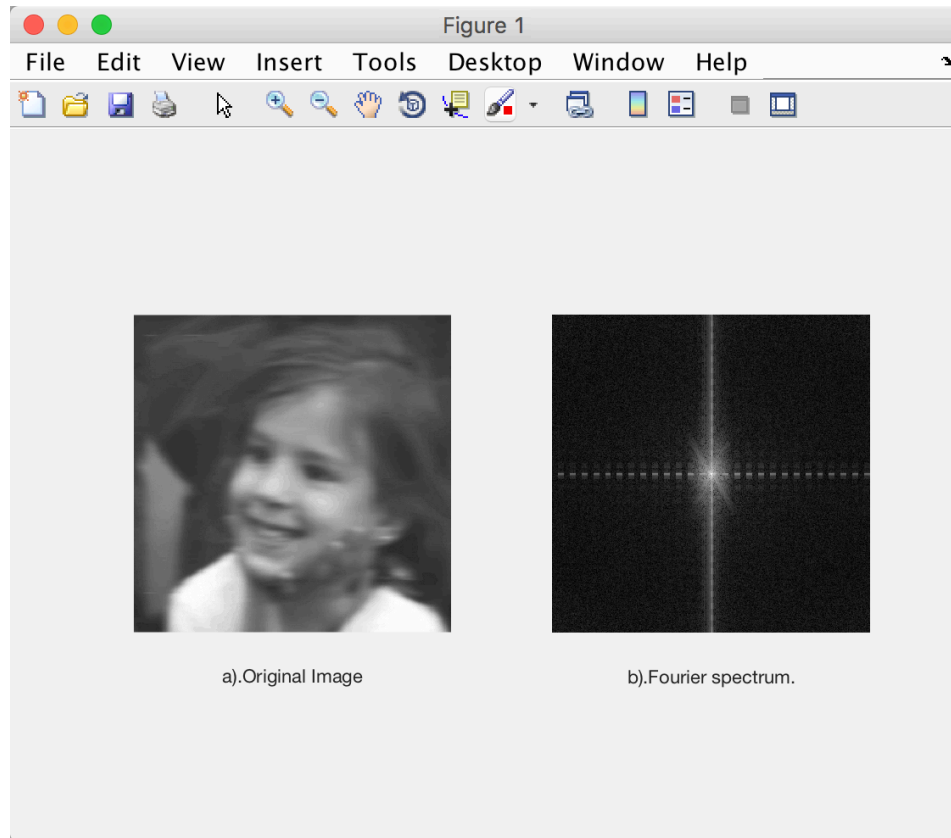 Figure 1
File Edit View Insert Tools Desktop Window Help
a).Original Image
b).Fourier spectrum.